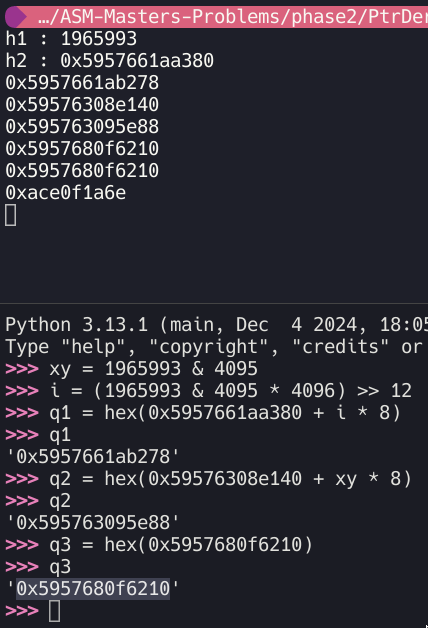 …/ASM-Masters-Problems/phase2/PtrDer
h1 : 1965993
h2 : 0x5957661aa380
0x5957661ab278
0x59576308e140
0x595763095e88
0x5957680f6210
0x5957680f6210
0xace0f1a6e
Python 3.13.1 (main, Dec  4 2024, 18:05
Type "help", "copyright", "credits" or
>>> xy = 1965993 & 4095
>>> i = (1965993 & 4095 * 4096) >> 12
>>> q1 = hex(0x5957661aa380 + i * 8)
>>> q1
'0x5957661ab278'
>>> q2 = hex(0x59576308e140 + xy * 8)
>>> q2
'0x595763095e88'
>>> q3 = hex(0x5957680f6210)
>>> q3
'0x5957680f6210'
>>>